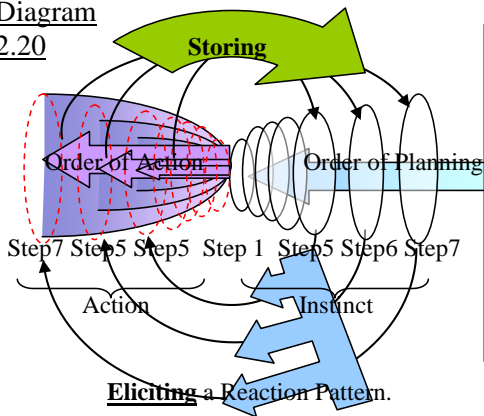 Diagram
2.20
Storing
Order of Action Order of Planning
Step7 Step5 Step5 Step 1 Step5 Step6 Step7
Action Instinct
Eliciting a Reaction Pattern.